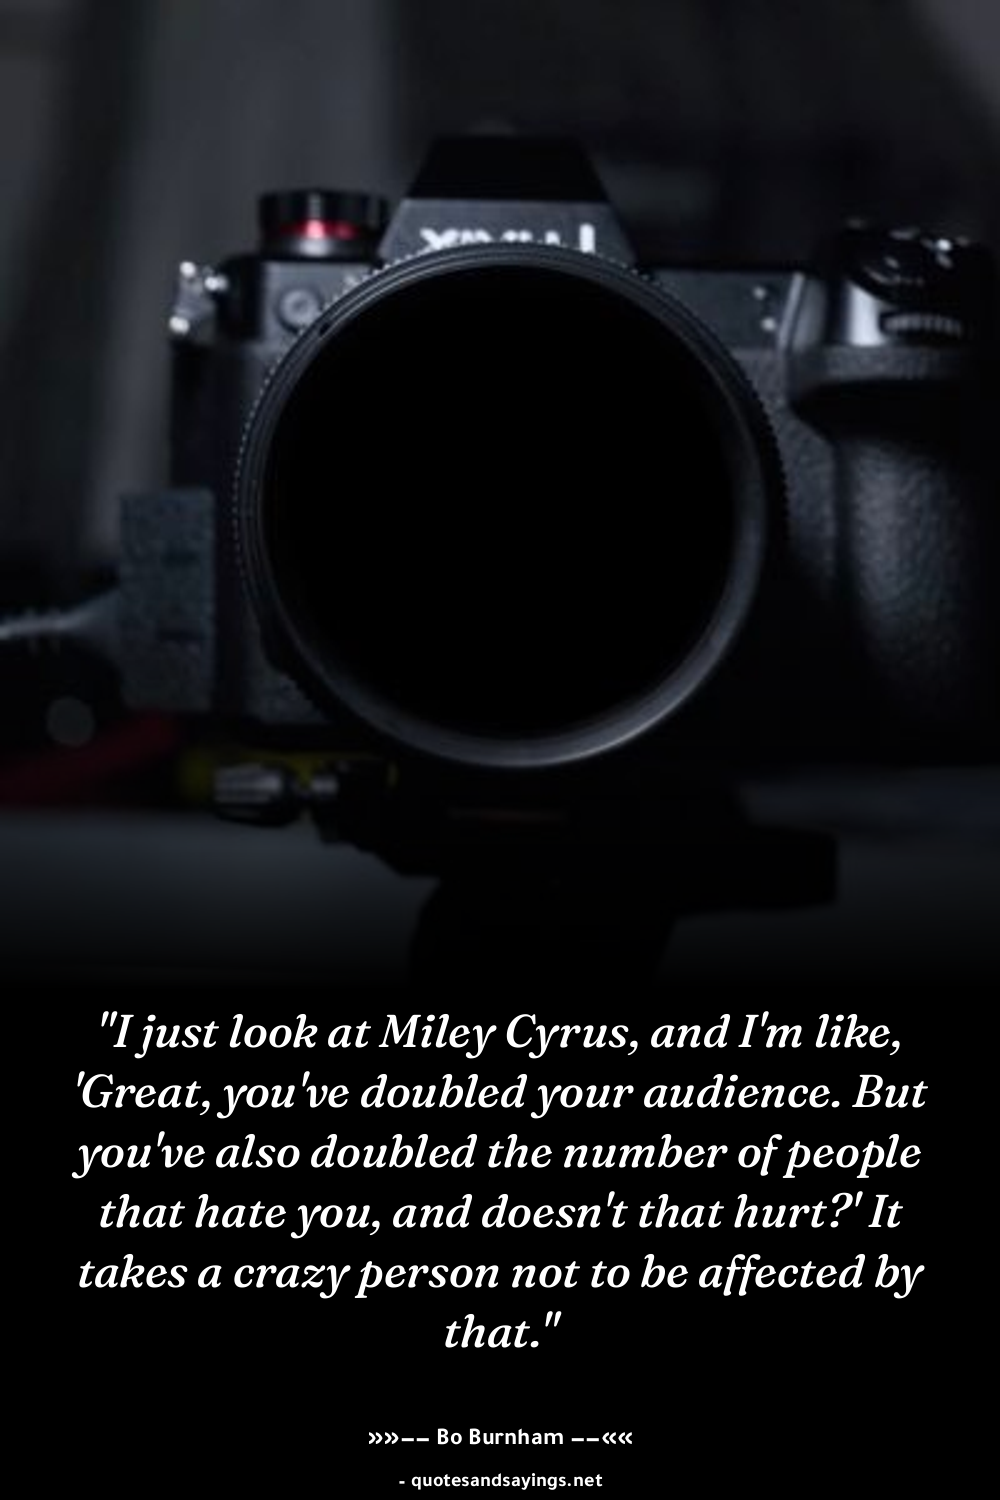 "I just look at Miley Cyrus, and I'm like,
'Great, you've doubled your audience. But
you've also doubled the number of people
that hate you, and doesn't that hurt?' It
takes a crazy person not to be affected by
that."
»»−− Bo Burnham −−««
- quotesandsayings.net